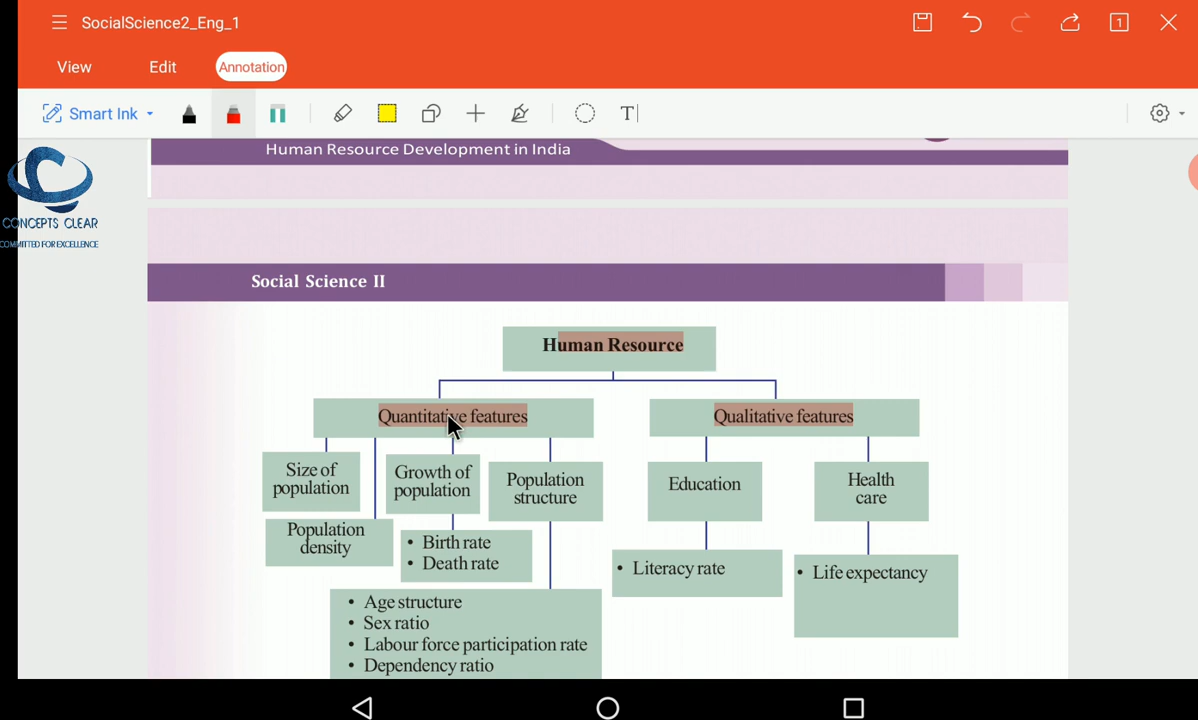 SocialScience2_Eng_1
1
View
Edit
Annotation
Smart Ink
T
Human Resource Development in India
CONCEPTS CLEAR
COMMITTED FOR EXCELLENCE
Social Science II
Human Resource
Quantitative features
Qualitative features
Size of
population
Growth of
population
Population
structure
Education
Health
care
Population
density
• Birth rate
• Death rate
• Literacy rate
• Life expectancy
• Age structure
• Sex ratio
• Labour force participation rate
• Dependency ratio